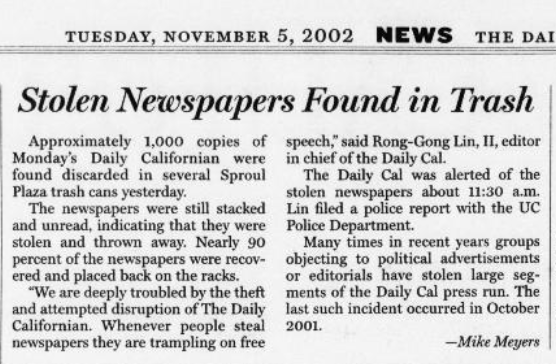 TUESDAY, NOVEMBER 5, 2002 NEWS THE DAI
Stolen Newspapers Found in Trash
Approximately 1,000 copies of
Monday's Daily Californian were
found discarded in several Sproul
Plaza trash cans yesterday.
The newspapers were still stacked
and unread, indicating that they were
stolen and thrown away. Nearly 90
percent of the newspapers were recov-
ered and placed back on the racks.
"We are deeply troubled by the theft
and attempted disruption of The Daily
Californian. Whenever people steal
newspapers they are trampling on free
speech," said Rong-Gong Lin, II, editor
in chief of the Daily Cal.
The Daily Cal was alerted of the
stolen newspapers about 11:30 a.m.
Lin filed a police report with the UC
Police Department.
Many times in recent years groups
objecting to political advertisements
or editorials have stolen large seg-
ments of the Daily Cal press run. The
last such incident occurred in October
2001.
—Mike Meyers